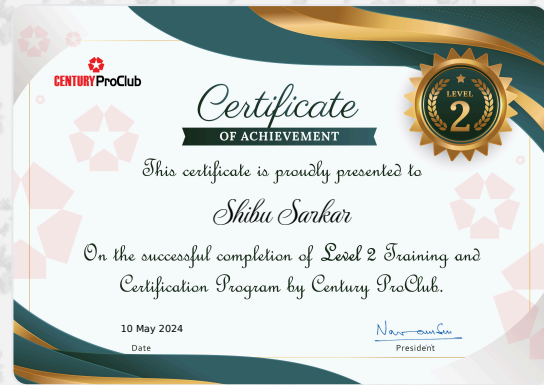 CENTURY ProClub
LEVEL
2
Certificate
OF ACHIEVEMENT
This certificate is proudly presented to
Shibu Sarkar
On the successful completion of Level 2 Training and
Certification Program by Century ProClub.
10 May 2024
Date
President